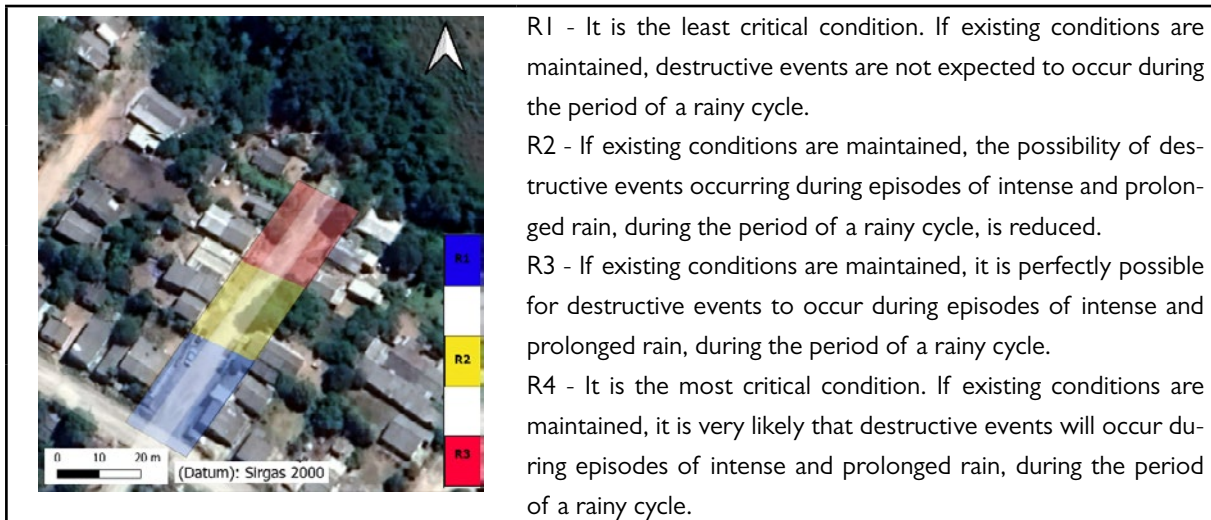 R1 - It is the least critical condition. If existing conditions are
maintained, destructive events are not expected to occur during
the period of a rainy cycle.
R2 - If existing conditions are maintained, the possibility of des-
tructive events occurring during episodes of intense and prolon-
ged rain, during the period of a rainy cycle, is reduced.
R3 - If existing conditions are maintained, it is perfectly possible
for destructive events to occur during episodes of intense and
prolonged rain, during the period of a rainy cycle.
R4 - It is the most critical condition. If existing conditions are
maintained, it is very likely that destructive events will occur du-
ring episodes of intense and prolonged rain, during the period
of a rainy cycle.
R1
R2
R3
0 10 20 m
(Datum): Sirgas 2000